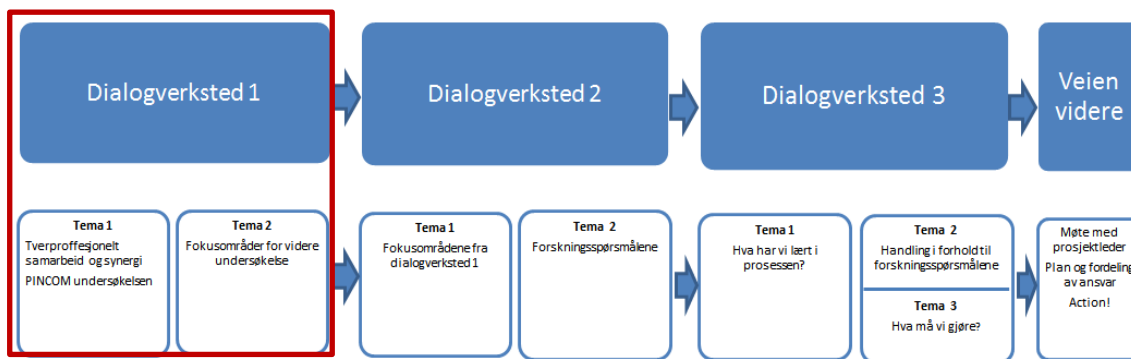 Dialogverksted 1
Dialogverksted 2
Dialogverksted 3
Veien
videre
Tema 1
Tverproffesjonelt
samarbeid og synergi
PINCOM undersøkelsen
Tema 2
Fokusområder for videre
undersøkelse
Tema 1
Fokusområdene fra
dialogverksted 1
Tema 2
Forskningsspørsmålene
Tema 1
Hva har vi lært i
prosessen?
Tema 2
Handling i forhold til
forskningsspørsmålene
Tema 3
Hva må vi gjøre?
Møte med
prosjektleder
Plan og fordeling
av ansvar
Action!